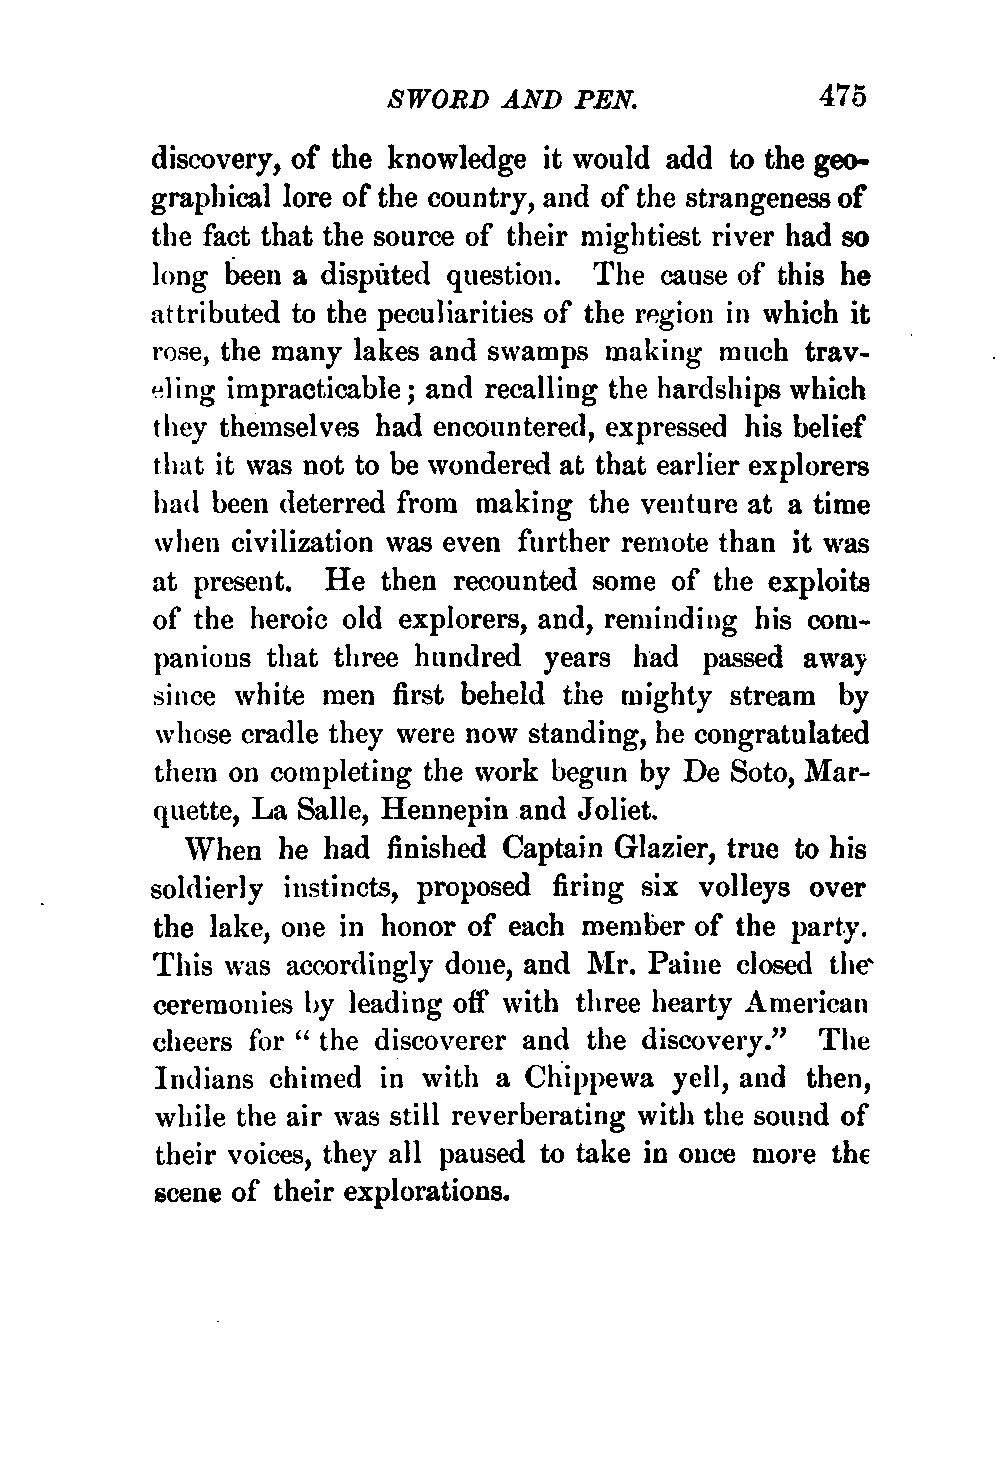 SWORD AND PEN. 475
discovery, of the knowledge it would add to the geo-
graphical lore of the country, and of the strangeness of
the fact that the source of their mightiest river had so
long been a disputed question. The cause of this he
attributed to the peculiarities of the region in which it
rose, the many lakes and swamps making much trav-
eling impracticable; and recalling the hardships which
they themselves had encountered, expressed his belief
that it was not to be wondered at that earlier explorers
had been deterred from making the venture at a time
when civilization was even further remote than it was
at present. He then recounted some of the exploits
of the heroic old explorers, and, reminding his com-
panions that three hundred years had passed away
since white men first beheld the mighty stream by
whose cradle they were now standing, he congratulated
them on completing the work begun by De Soto, Mar-
quette, La Salle, Hennepin and Joliet.
When he had finished Captain Glazier, true to his
soldierly instincts, proposed firing six volleys over
the lake, one in honor of each member of the party.
This was accordingly done, and Mr. Paine closed the
ceremonies by leading off with three hearty American
cheers for "the discoverer and the discovery." The
Indians chimed in with a Chippewa yell, and then,
while the air was still reverberating with the sound of
their voices, they all paused to take in once more the
scene of their explorations.